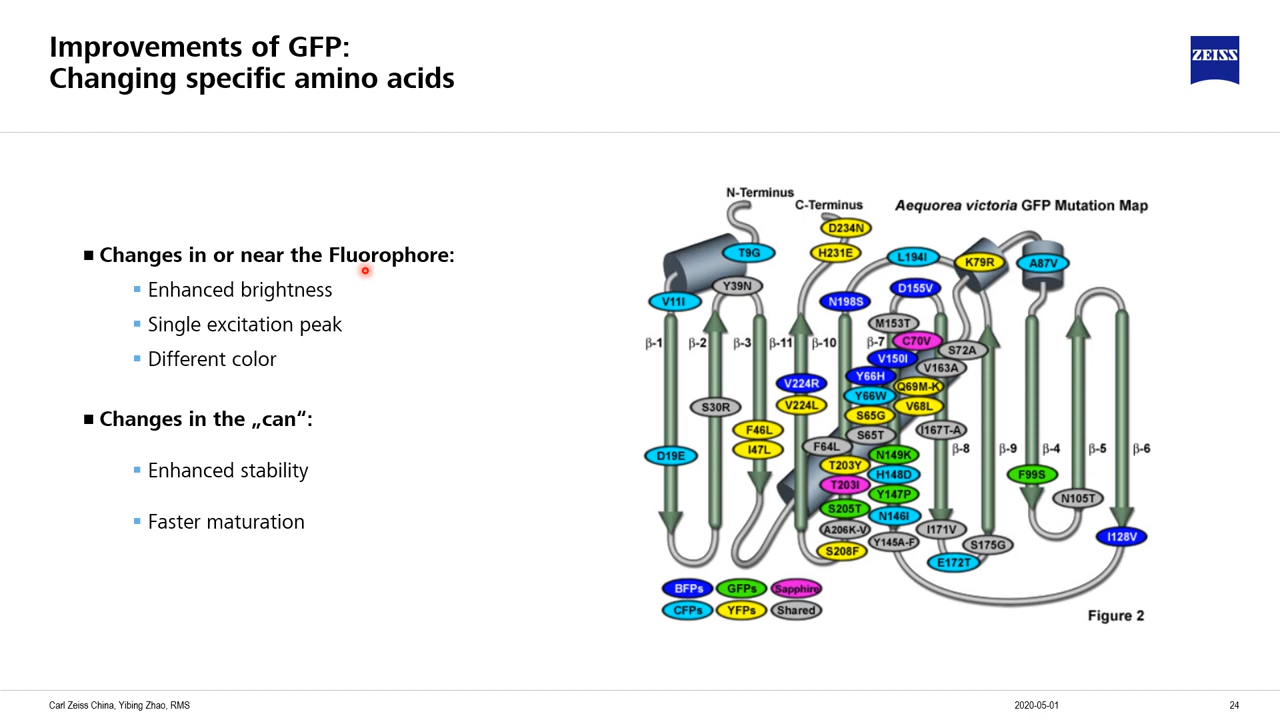 Improvements of GFP:
Changing specific amino acids
ZEISS
■ Changes in or near the Fluorophore:
▪ Enhanced brightness
▪ Single excitation peak
▪ Different color
■ Changes in the „can“:
▪ Enhanced stability
▪ Faster maturation
N-Terminus
C-Terminus
Aequorea victoria GFP Mutation Map
D234N
T9G
H231E
L194I
K79R
A87V
Y39N
D155V
V11I
N198S
M153T
β-1
β-2
β-3
β-11
β-10
β-7
C70V
S72A
V150I
V163A
Y66H
V224R
Q69M-K
Y66W
V224L
V68L
S30R
S65G
F46L
S65T
I167T-A
F64L
I47L
β-8
β-9
β-4
β-5
β-6
D19E
N149K
T203Y
H148D
F99S
T203I
Y147P
N105T
S205T
N146I
A206K-V
I171V
I128V
Y145A-F
S175G
S208F
E172T
BFPs
GFPs
Sapphire
CFPs
YFPs
Shared
Figure 2
Carl Zeiss China, Yibing Zhao, RMS
2020-05-01
24